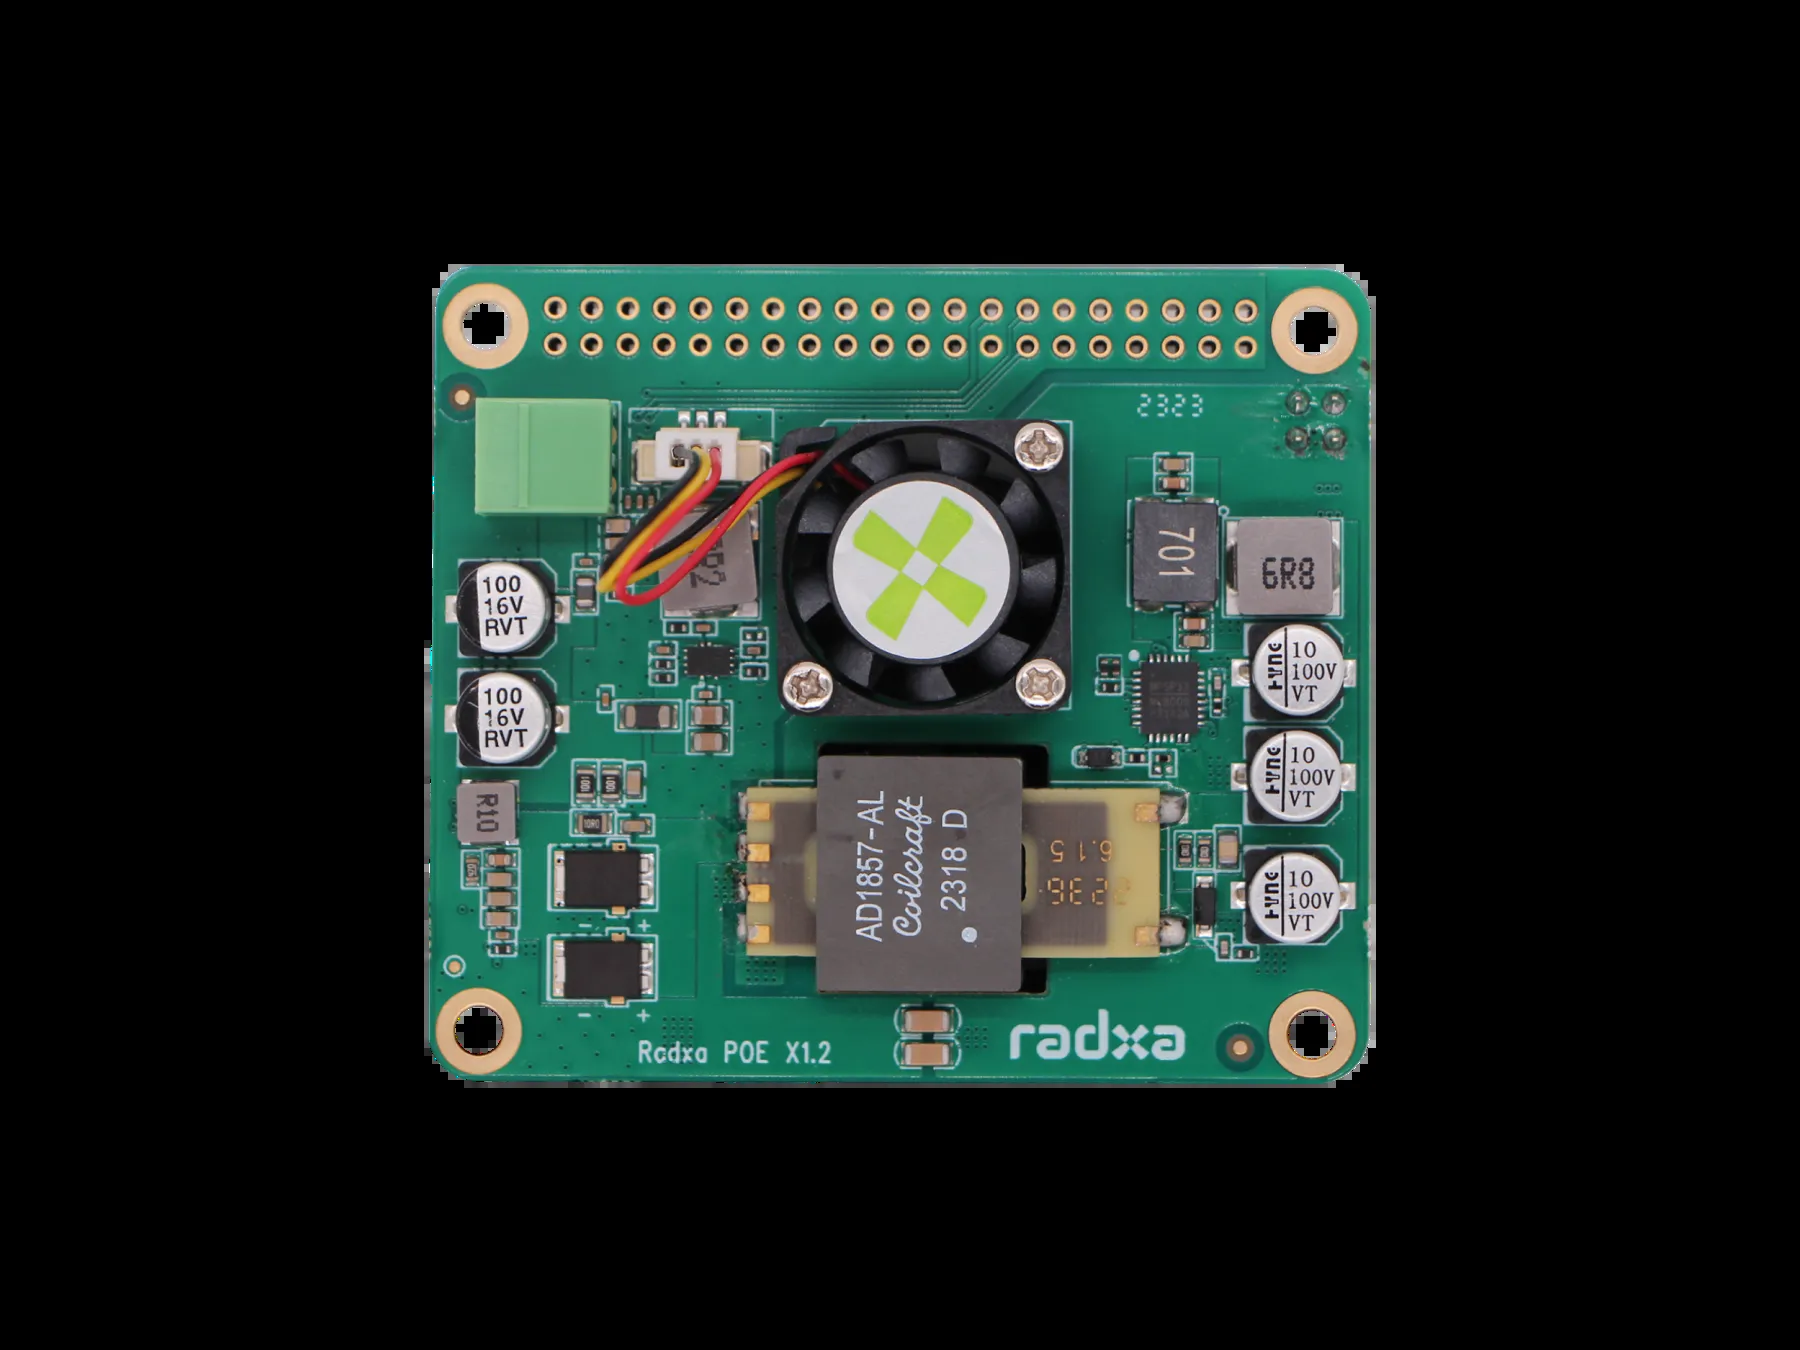 2323
100
16V
RVT
701
6R8
10
100V
VT
100
16V
RVT
10
100V
VT
R10
AD1857-AL
Coilcraft
2318 D
6.15
10
100V
VT
- +
- +
Radxa POE X1.2
radxa